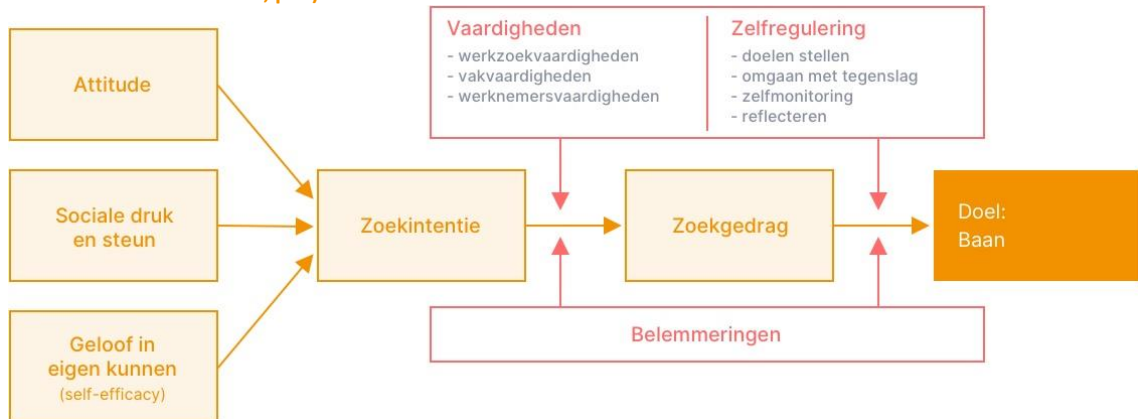 Vaardigheden
- werkzoekvaardigheden
- vakvaardigheden
- werknemersvaardigheden
Zelfregulering
- doelen stellen
- omgaan met tegenslag
- zelfmonitoring
- reflecteren
Attitude
Sociale druk
en steun
Geloof in
eigen kunnen
(self-efficacy)
Zoekintentie
Zoekgedrag
Doel:
Baan
Belemmeringen